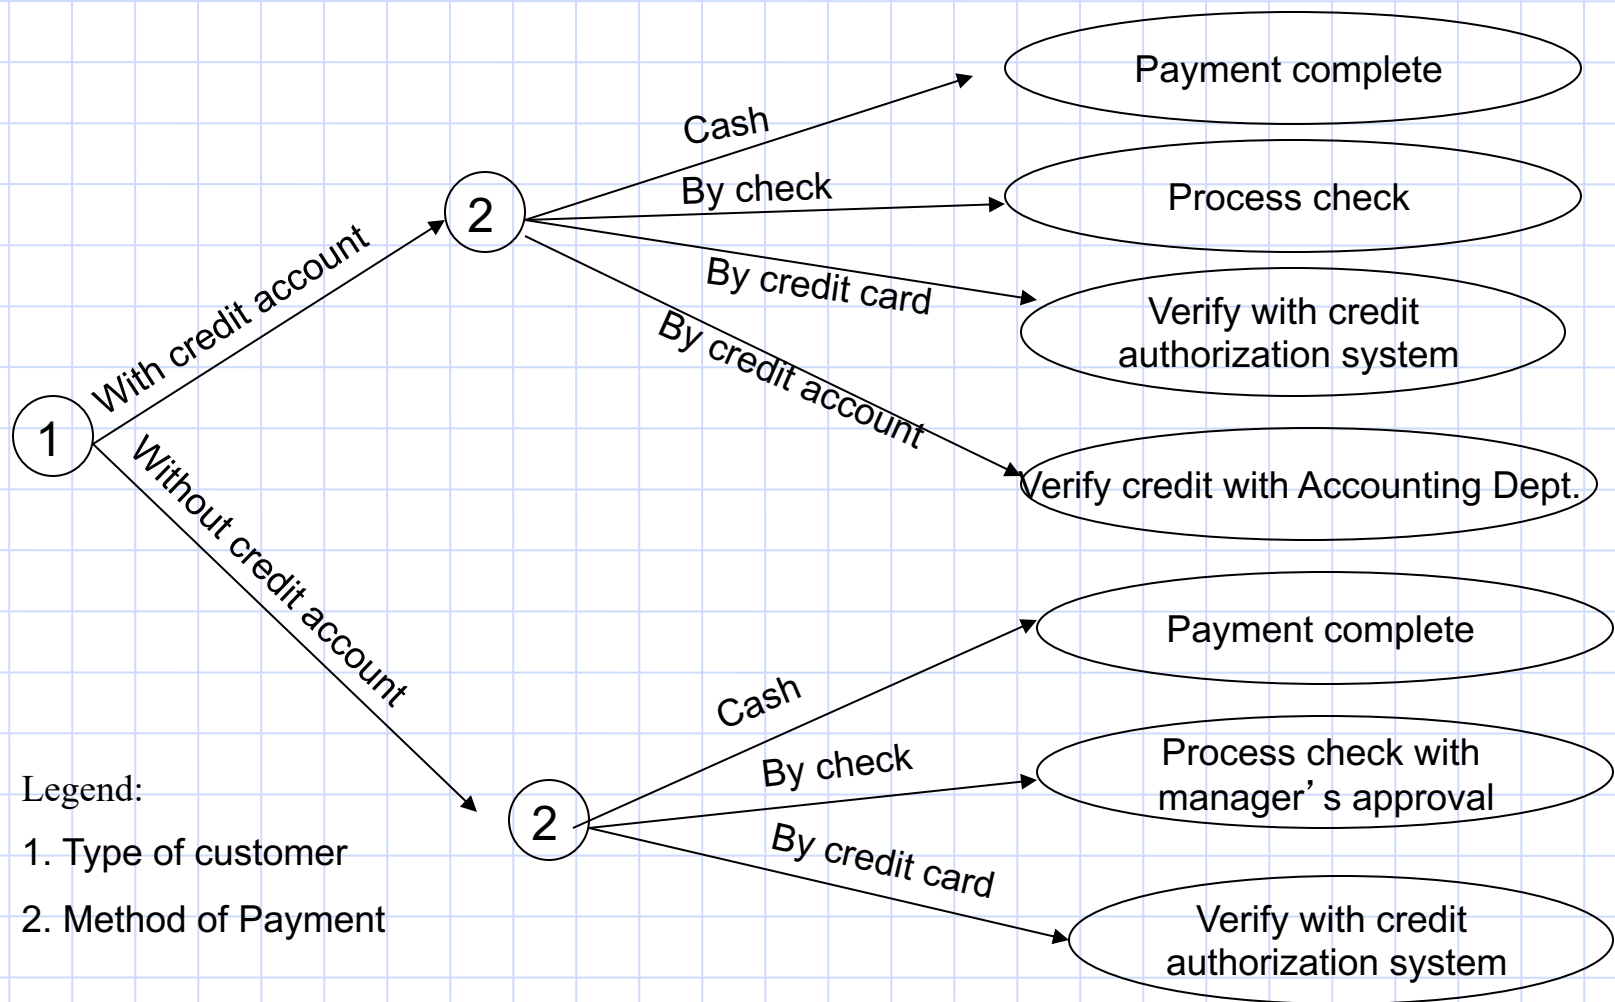 Payment complete
Cash
By check
Process check
2
With credit account
By credit card
Verify with credit
authorization system
By credit account
1
Verify credit with Accounting Dept.
Without credit account
Payment complete
Cash
By check
Process check with
manager’s approval
2
By credit card
Verify with credit
authorization system
Legend:
1. Type of customer
2. Method of Payment